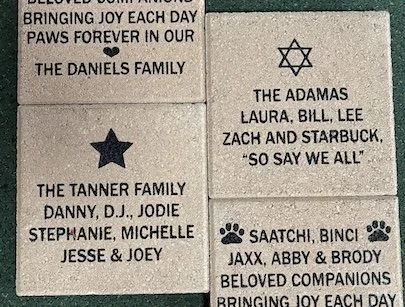 BELOVED COMPANIONS
BRINGING JOY EACH DAY
PAWS FOREVER IN OUR
THE DANIELS FAMILY
THE ADAMAS
LAURA, BILL, LEE
ZACH AND STARBUCK,
“SO SAY WE ALL”
THE TANNER FAMILY
DANNY, D.J., JODIE
STEPHANIE, MICHELLE
JESSE & JOEY
SAATCHI, BINCI
JAXX, ABBY & BRODY
BELOVED COMPANIONS
BRINGING JOY EACH DAY